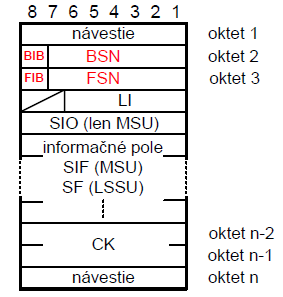 8 7 6 5 4 3 2 1
návestie oktet 1
BIB BSN oktet 2
FIB FSN oktet 3
LI
SIO (len MSU)
informačné pole
SIF (MSU)
SF (LSSU)
oktet n-2
CK
oktet n-1
návestie oktet n